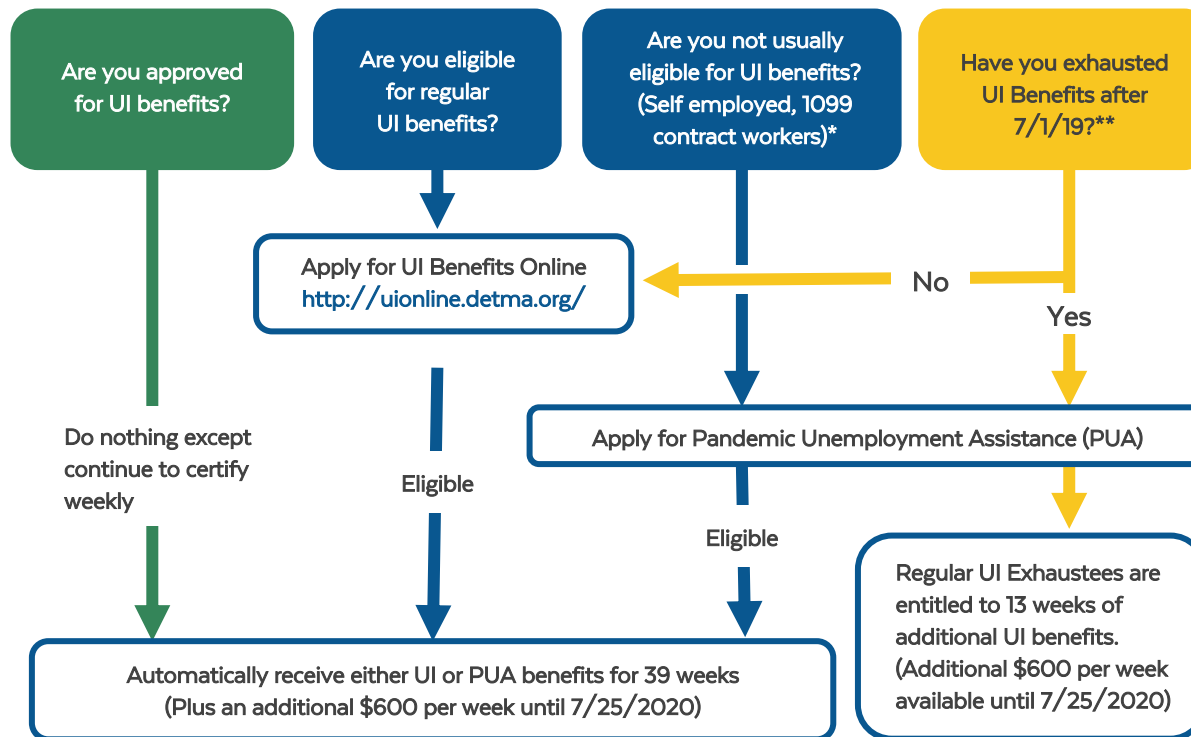 Are you approved
for UI benefits?
Are you eligible
for regular
UI benefits?
Are you not usually
eligible for UI benefits?
(Self employed, 1099
contract workers)*
Have you exhausted
UI Benefits after
7/1/19?**
Apply for UI Benefits Online
http://uionline.detma.org/
No
Yes
Apply for Pandemic Unemployment Assistance (PUA)
Do nothing except
continue to certify
weekly
Eligible
Eligible
Regular UI Exhaustees are
entitled to 13 weeks of
additional UI benefits.
(Additional $600 per week
available until 7/25/2020)
Automatically receive either UI or PUA benefits for 39 weeks
(Plus an additional $600 per week until 7/25/2020)